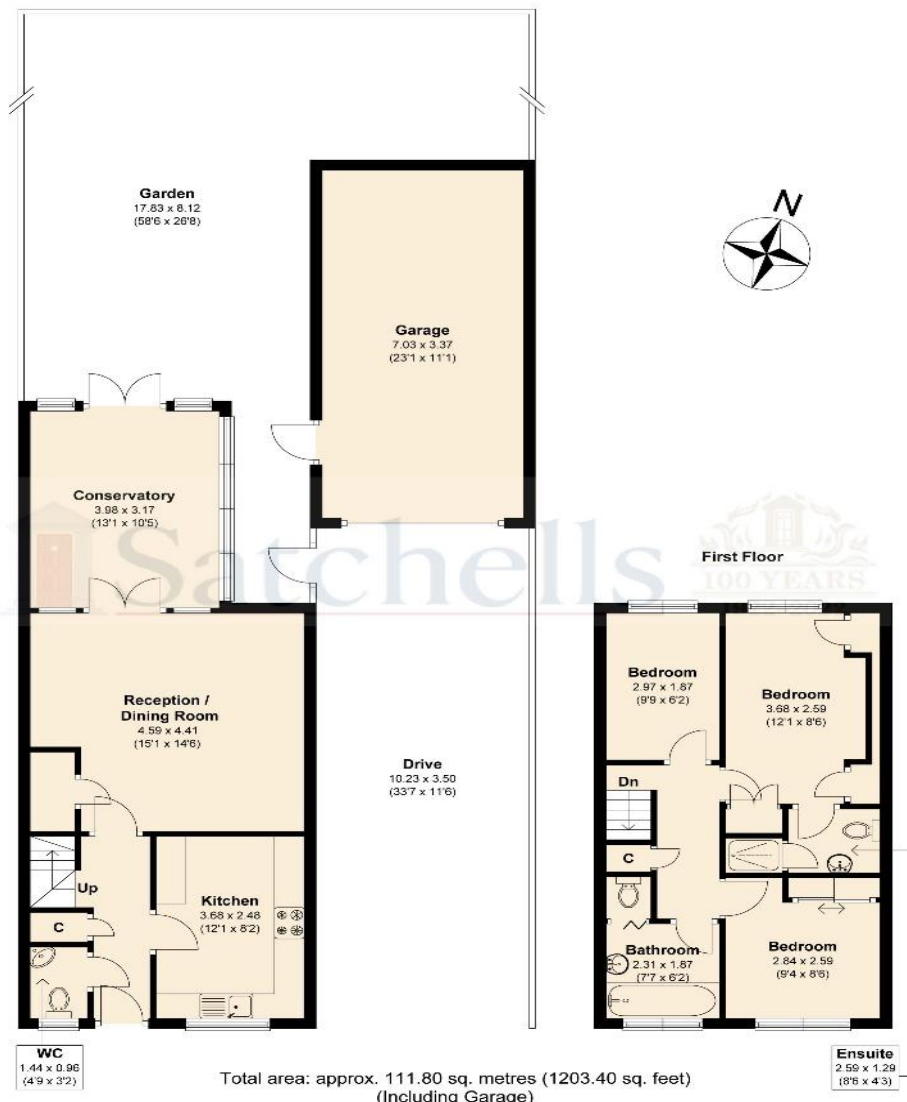 Garden
17.83 x 8.12
(58'6 x 26'8)
N
Garage
7.03 x 3.37
(23'1 x 11'1)
Conservatory
3.98 x 3.17
(13'1 x 10'5)
Satchells
100 YEARS
First Floor
Reception /
Dining Room
4.59 x 4.41
(15'1 x 14'6)
Bedroom
2.97 x 1.87
(9'9 x 6'2)
Bedroom
3.68 x 2.59
(12'1 x 8'6)
Drive
10.23 x 3.50
(33'7 x 11'6)
Dn
Up
C
Kitchen
3.68 x 2.48
(12'1 x 8'2)
C
Bathroom
2.31 x 1.87
(7'7 x 6'2)
Bedroom
2.84 x 2.59
(9'4 x 8'6)
WC
1.44 x 0.96
(4'9 x 3'2)
Ensuite
2.59 x 1.29
(8'6 x 4'3)
Total area: approx. 111.80 sq. metres (1203.40 sq. feet)
(Including Garage)